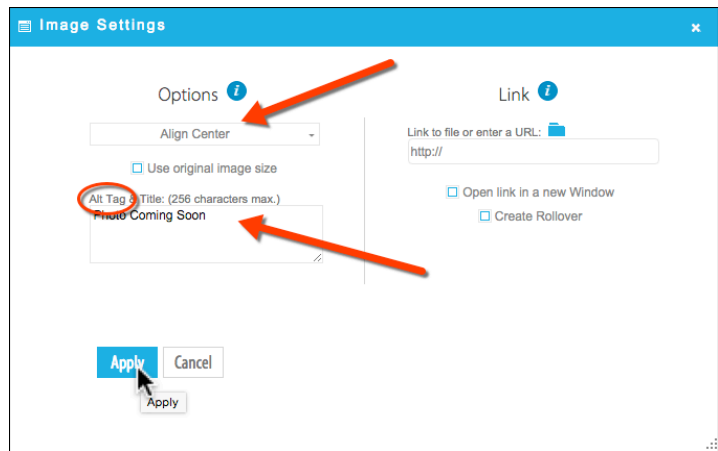 Image Settings
Options
Align Center
Use original image size
Alt Tag & Title: (256 characters max.)
Photo Coming Soon
Link
Link to file or enter a URL:
http://
Open link in a new Window
Create Rollover
Apply
Cancel
Apply